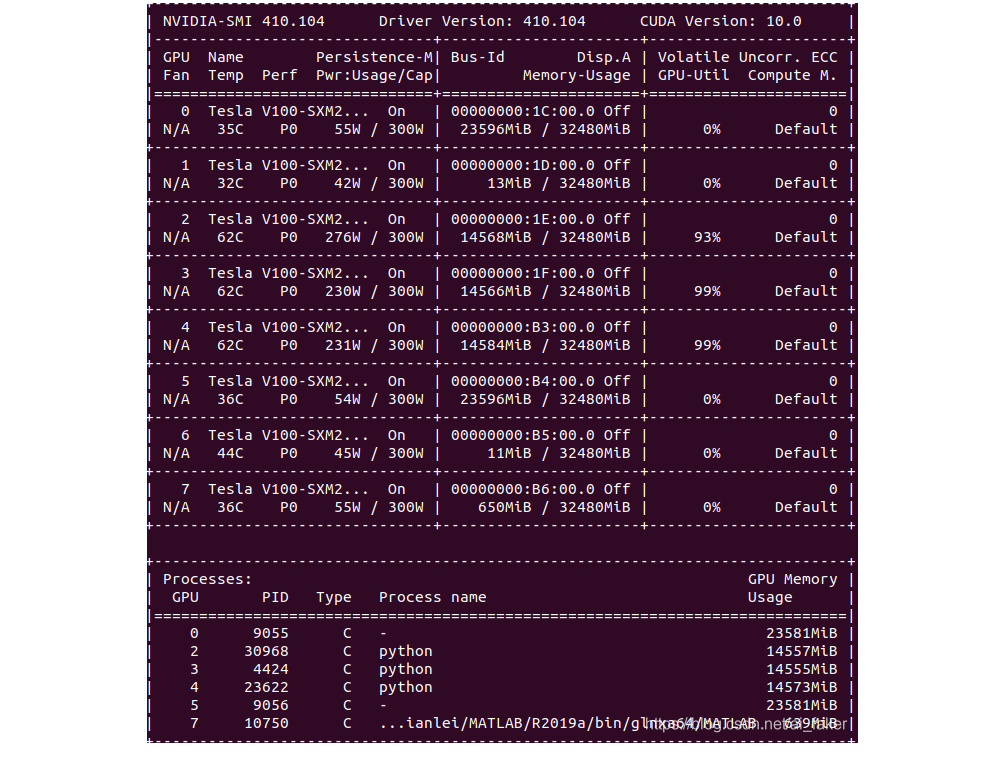 | NVIDIA-SMI 410.104      Driver Version: 410.104      CUDA Version: 10.0     |
|-------------------------------+----------------------+----------------------+
| GPU  Name        Persistence-M| Bus-Id        Disp.A | Volatile Uncorr. ECC |
| Fan  Temp  Perf  Pwr:Usage/Cap|         Memory-Usage | GPU-Util  Compute M. |
|===============================+======================+======================|
|   0  Tesla V100-SXM2...  On   | 00000000:1C:00.0 Off |                    0 |
| N/A   35C    P0    55W / 300W |  23596MiB / 32480MiB |      0%      Default |
+-------------------------------+----------------------+----------------------+
|   1  Tesla V100-SXM2...  On   | 00000000:1D:00.0 Off |                    0 |
| N/A   32C    P0    42W / 300W |     13MiB / 32480MiB |      0%      Default |
+-------------------------------+----------------------+----------------------+
|   2  Tesla V100-SXM2...  On   | 00000000:1E:00.0 Off |                    0 |
| N/A   62C    P0   276W / 300W |  14568MiB / 32480MiB |     93%      Default |
+-------------------------------+----------------------+----------------------+
|   3  Tesla V100-SXM2...  On   | 00000000:1F:00.0 Off |                    0 |
| N/A   62C    P0   230W / 300W |  14566MiB / 32480MiB |     99%      Default |
+-------------------------------+----------------------+----------------------+
|   4  Tesla V100-SXM2...  On   | 00000000:B3:00.0 Off |                    0 |
| N/A   62C    P0   231W / 300W |  14584MiB / 32480MiB |     99%      Default |
+-------------------------------+----------------------+----------------------+
|   5  Tesla V100-SXM2...  On   | 00000000:B4:00.0 Off |                    0 |
| N/A   36C    P0    54W / 300W |  23596MiB / 32480MiB |      0%      Default |
+-------------------------------+----------------------+----------------------+
|   6  Tesla V100-SXM2...  On   | 00000000:B5:00.0 Off |                    0 |
| N/A   44C    P0    45W / 300W |     11MiB / 32480MiB |      0%      Default |
+-------------------------------+----------------------+----------------------+
|   7  Tesla V100-SXM2...  On   | 00000000:B6:00.0 Off |                    0 |
| N/A   36C    P0    55W / 300W |    650MiB / 32480MiB |      0%      Default |
+-------------------------------+----------------------+----------------------+
+-----------------------------------------------------------------------------+
| Processes:                                                       GPU Memory |
|  GPU       PID   Type   Process name                             Usage      |
|=============================================================================|
|    0      9055      C   -                                          23581MiB |
|    2     30968      C   python                                     14557MiB |
|    3      4424      C   python                                     14555MiB |
|    4     23622      C   python                                     14573MiB |
|    5      9056      C   -                                          23581MiB |
|    7     10750      C   ...ianlei/MATLAB/R2019a/bin/glnxa64/MATLAB   639MiB |
+-----------------------------------------------------------------------------+